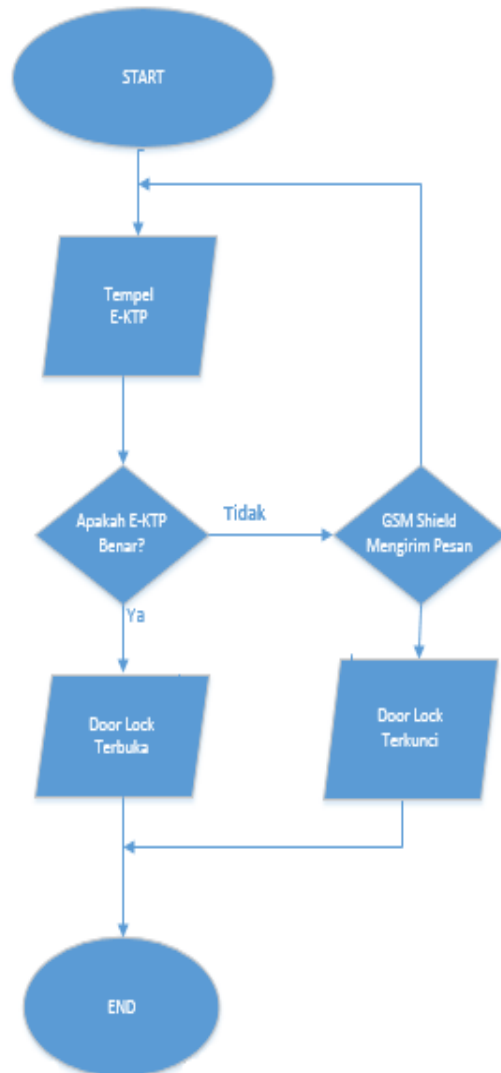 START
Tempel
E-KTP
Apakah E-KTP
Benar?
Tidak
GSM Shield
Mengirim Pesan
Ya
Door Lock
Terbuka
Door Lock
Terkunci
END